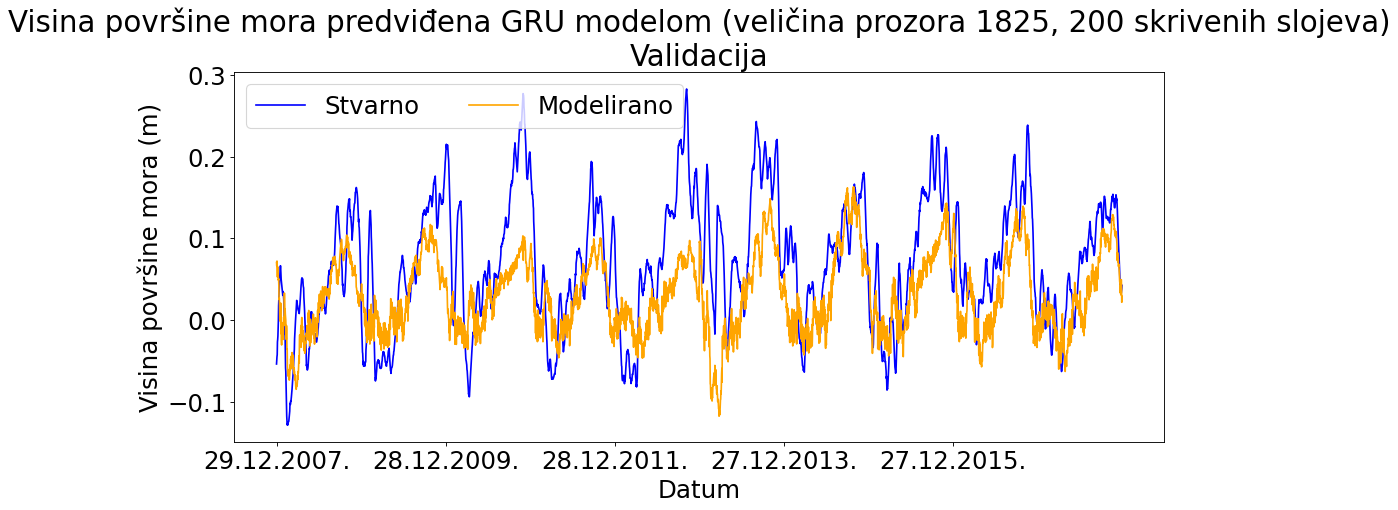 Visina površine mora predviđena GRU modelom (veličina prozora 1825, 200 skrivenih slojeva)
Validacija
Stvarno Modelirano
Visina površine mora (m)
0.3
0.2
0.1
0.0
−0.1
29.12.2007. 28.12.2009. 28.12.2011. 27.12.2013. 27.12.2015.
Datum